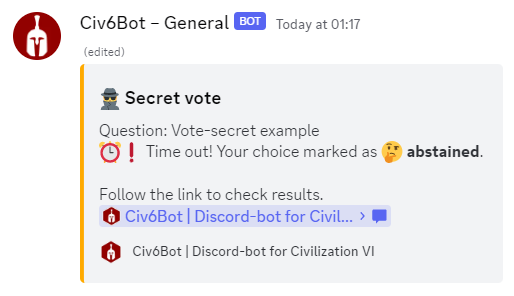 Civ6Bot – General BOT Today at 01:17
(edited)
Secret vote
Question: Vote-secret example
Time out! Your choice marked as abstained.
Follow the link to check results.
Civ6Bot | Discord-bot for Civil... ›
Civ6Bot | Discord-bot for Civilization VI